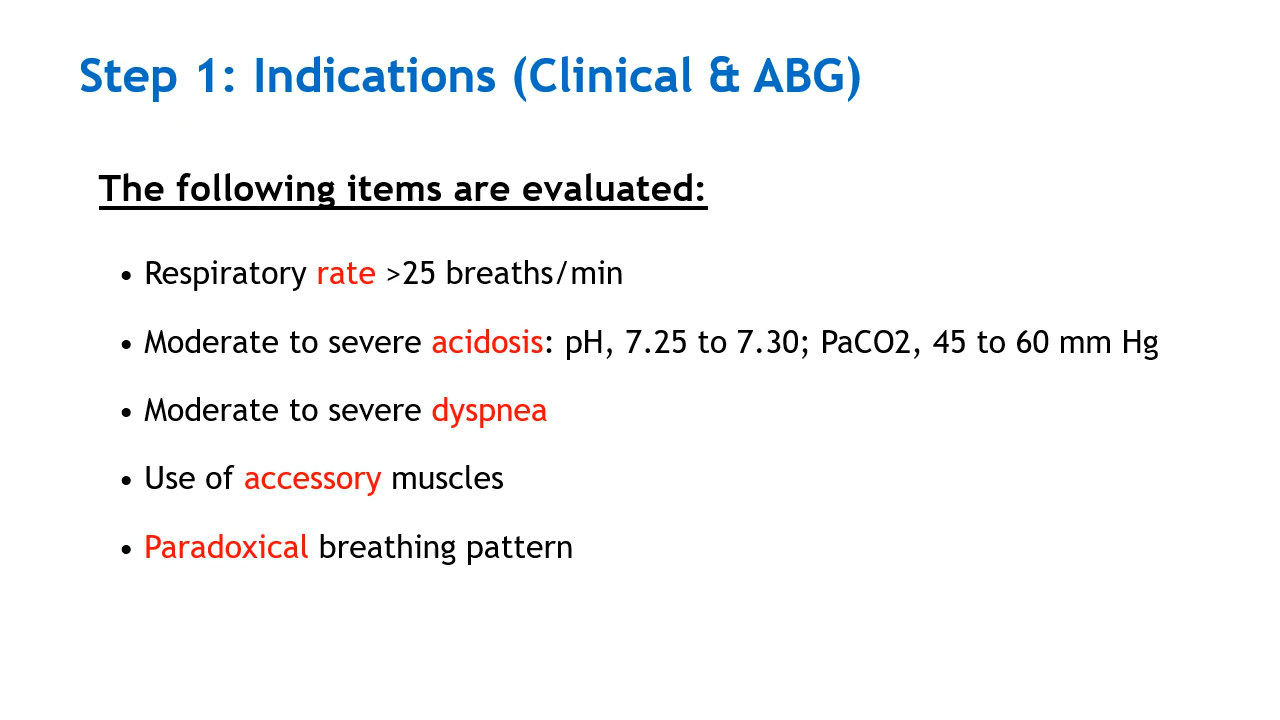 Step 1: Indications (Clinical & ABG)
The following items are evaluated:
• Respiratory rate >25 breaths/min
• Moderate to severe acidosis: pH, 7.25 to 7.30; PaCO2, 45 to 60 mm Hg
• Moderate to severe dyspnea
• Use of accessory muscles
• Paradoxical breathing pattern